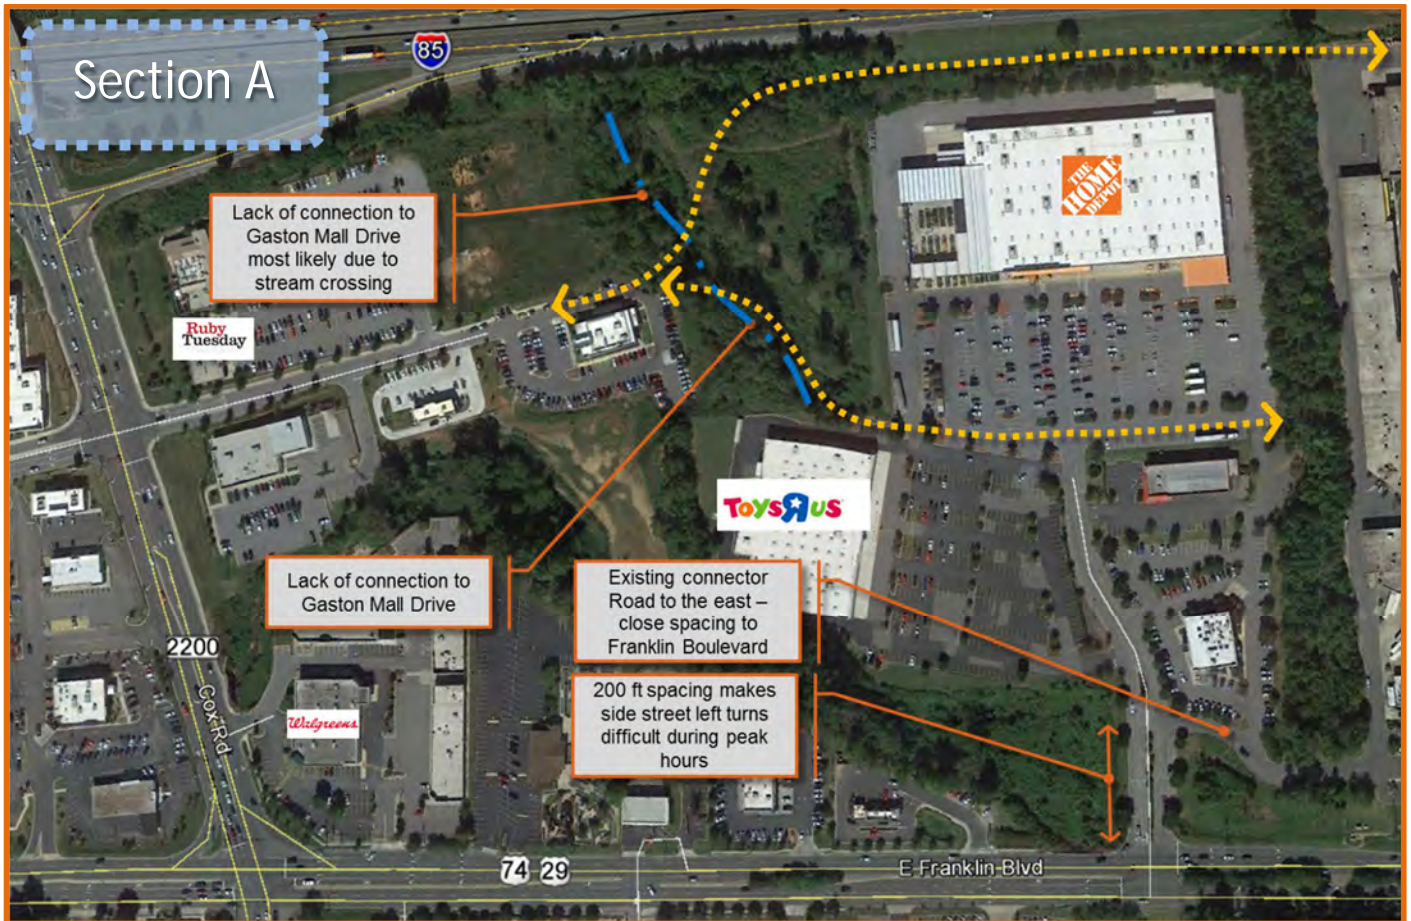 Section A
85
Lack of connection to
Gaston Mall Drive
most likely due to
stream crossing
THE
HOME
DEPOT
Ruby
Tuesday
ToysRus
Lack of connection to
Gaston Mall Drive
Existing connector
Road to the east –
close spacing to
Franklin Boulevard
200 ft spacing makes
side street left turns
difficult during peak
hours
2200
Cox Rd
Walgreens
74 29
E Franklin Blvd